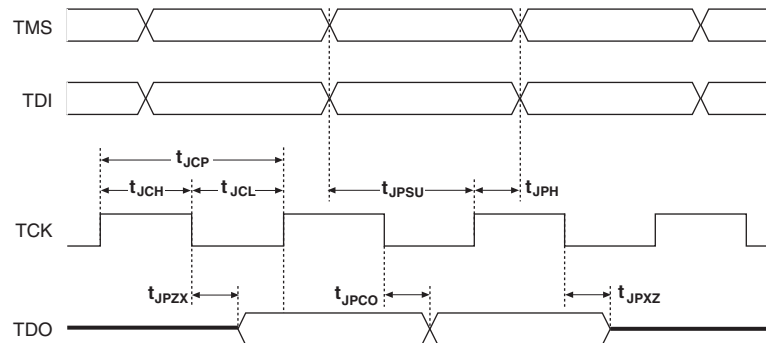 TMS
TDI
tJCP
tJCH tJCL tJPSU tJPH
TCK
tJPZX tJPCO tJPXZ
TDO